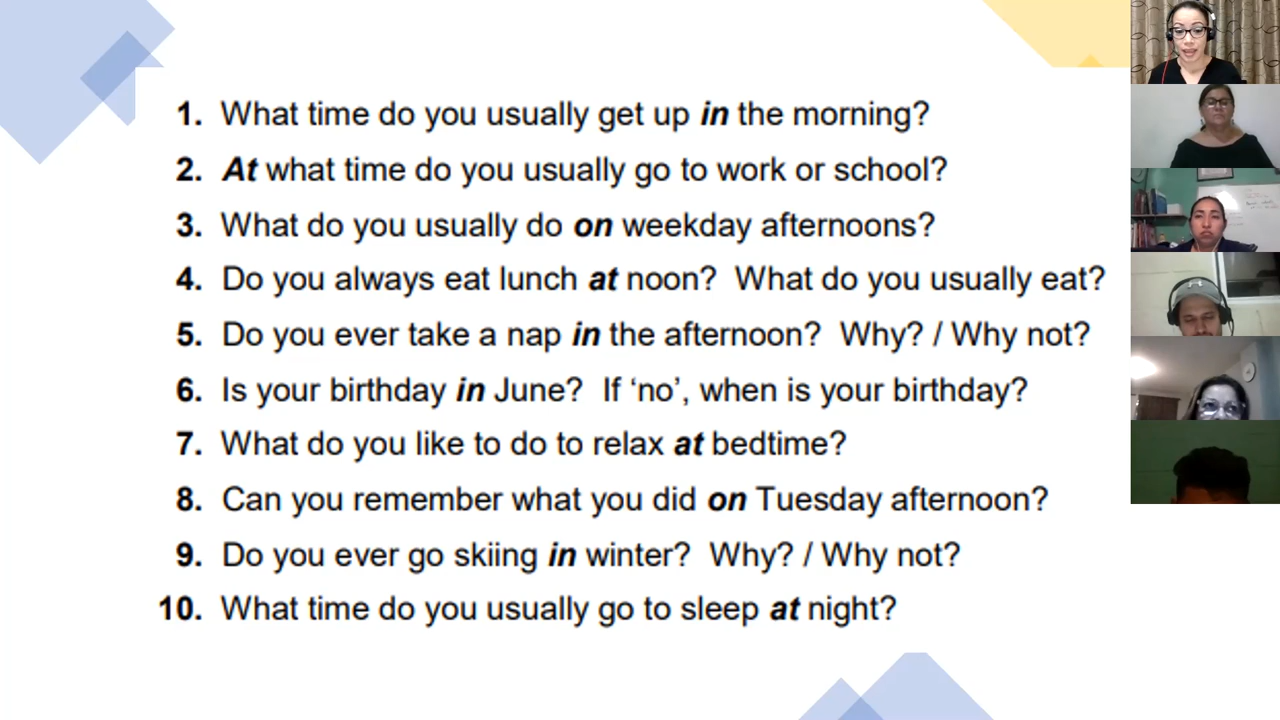 1. What time do you usually get up in the morning?
2. At what time do you usually go to work or school?
3. What do you usually do on weekday afternoons?
4. Do you always eat lunch at noon? What do you usually eat?
5. Do you ever take a nap in the afternoon? Why? / Why not?
6. Is your birthday in June? If ‘no’, when is your birthday?
7. What do you like to do to relax at bedtime?
8. Can you remember what you did on Tuesday afternoon?
9. Do you ever go skiing in winter? Why? / Why not?
10. What time do you usually go to sleep at night?